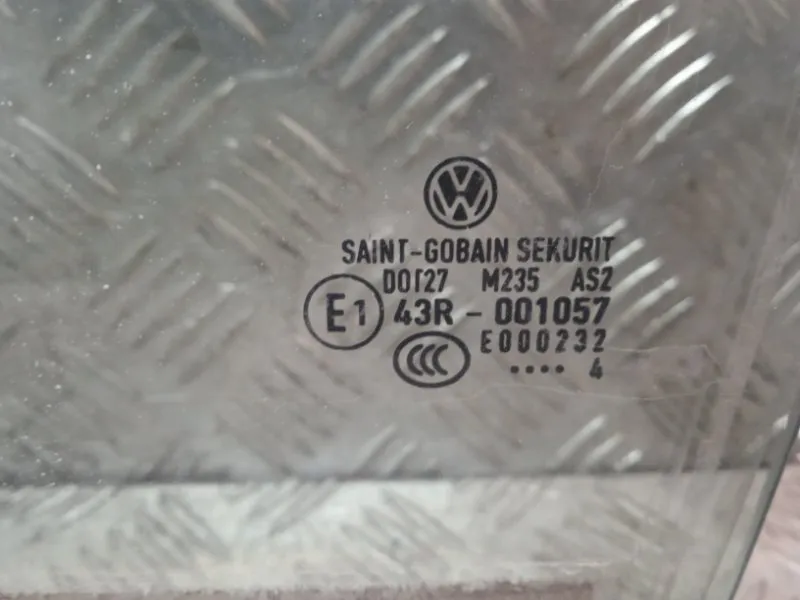 VW
SAINT-GOBAIN SEKURIT
DOT27 M235 AS2
E1 43R-001057
CCC E000232
.... 4